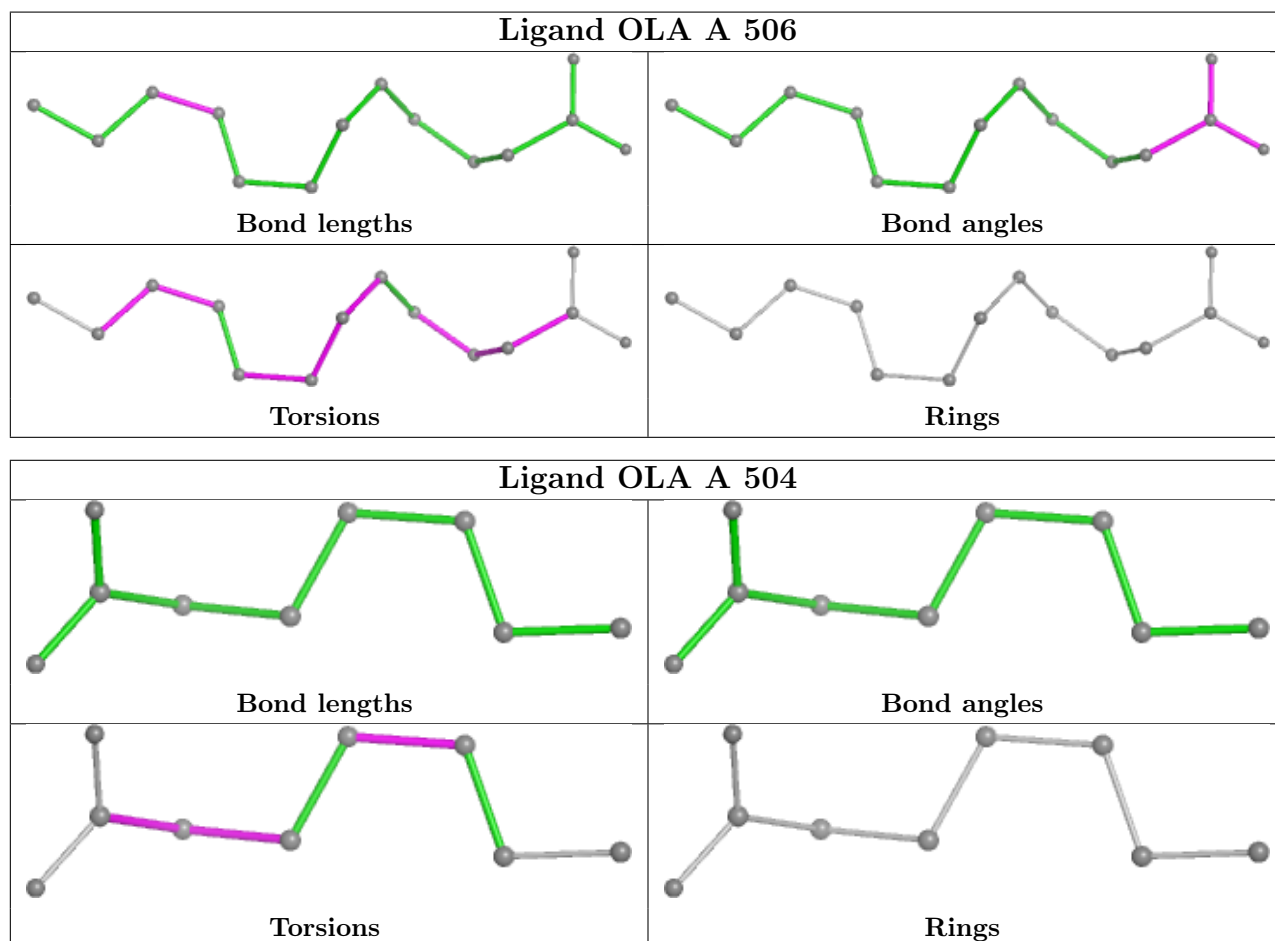 Ligand OLA A 506
Bond lengths
Bond angles
Torsions
Rings
Ligand OLA A 504
Bond lengths
Bond angles
Torsions
Rings